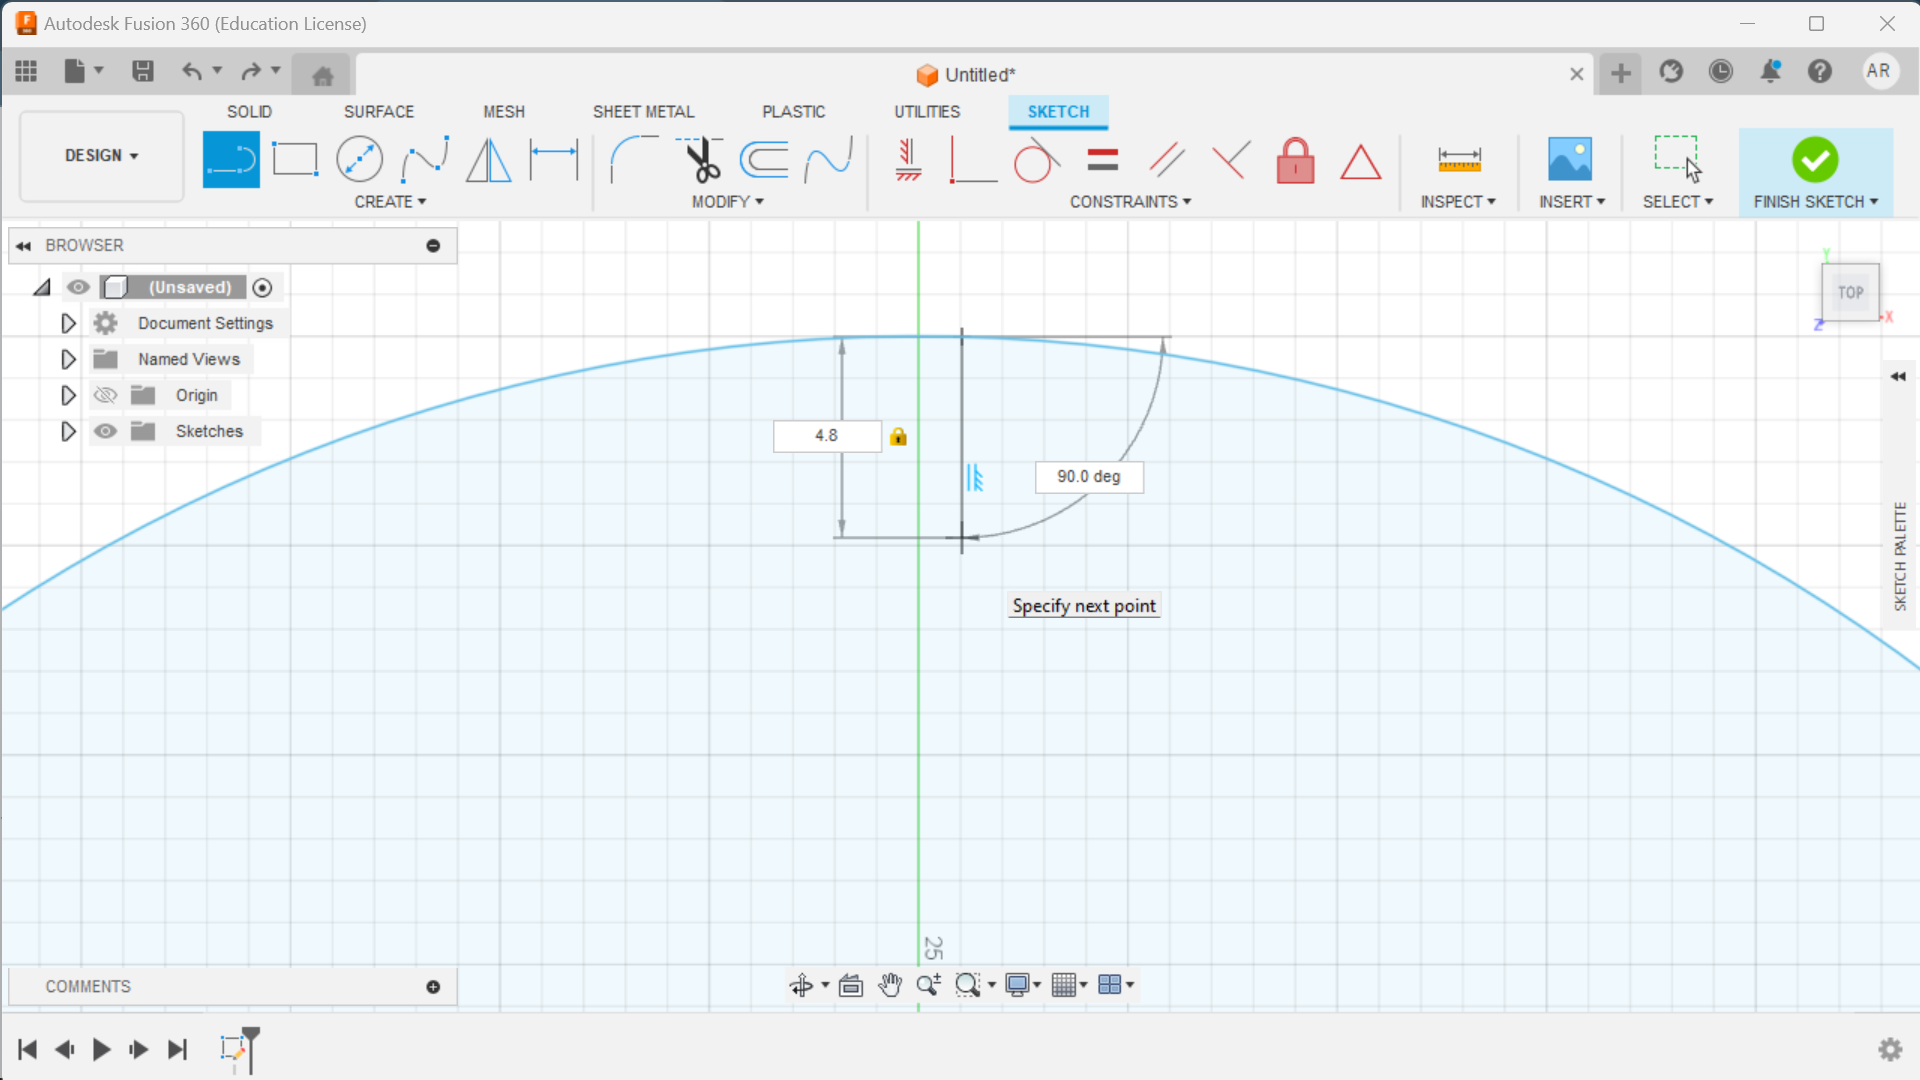 Autodesk Fusion 360 (Education License)
Untitled*
AR
DESIGN
SOLID
SURFACE
MESH
SHEET METAL
PLASTIC
UTILITIES
SKETCH
CREATE
MODIFY
CONSTRAINTS
INSPECT
INSERT
SELECT
FINISH SKETCH
BROWSER
(Unsaved)
Document Settings
Named Views
Origin
Sketches
Y
TOP
X
Z
4.8
90.0 deg
Specify next point
SKETCH PALETTE
25
COMMENTS